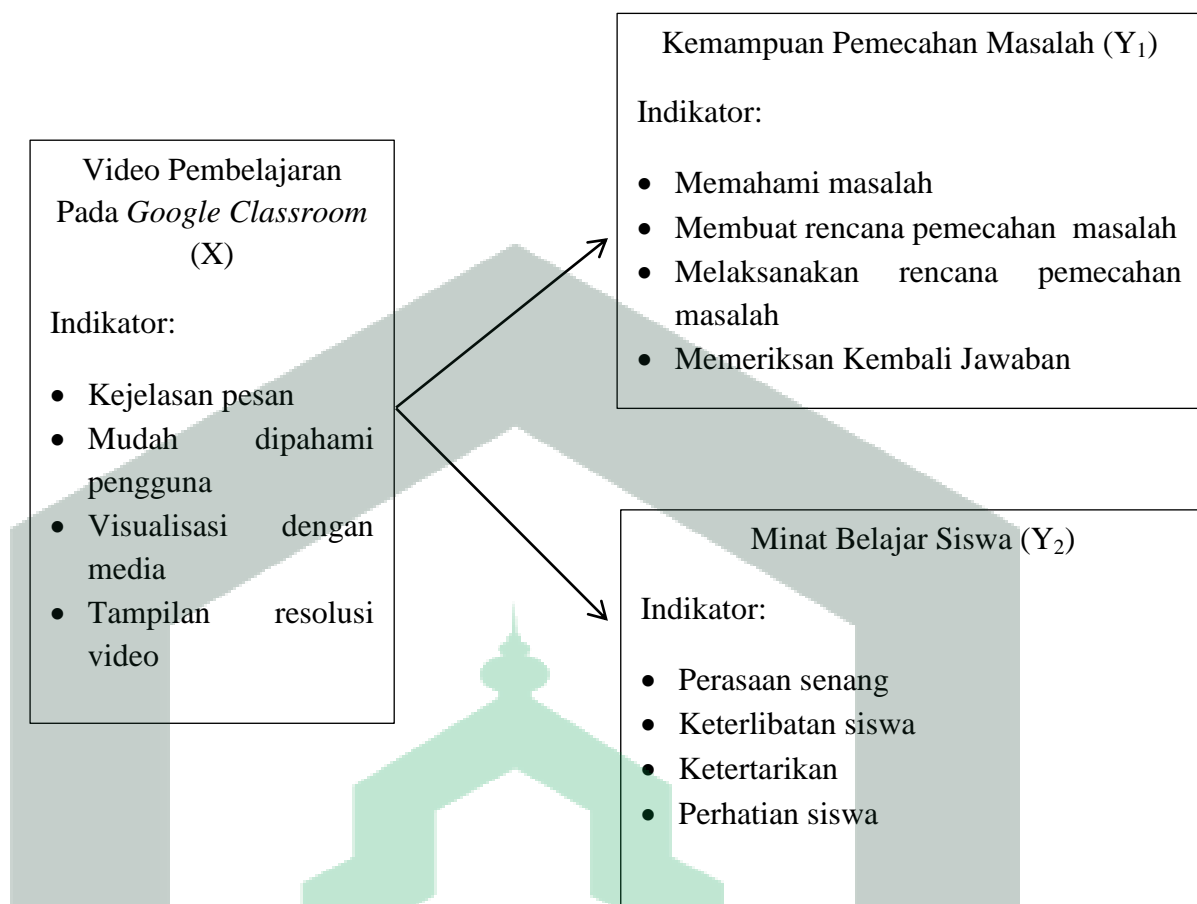 Video Pembelajaran
Pada Google Classroom
(X)
Indikator:
• Kejelasan pesan
• Mudah dipahami
pengguna
• Visualisasi dengan
media
• Tampilan resolusi
video
Kemampuan Pemecahan Masalah (Y₁)
Indikator:
• Memahami masalah
• Membuat rencana pemecahan masalah
• Melaksanakan rencana pemecahan
masalah
• Memeriksan Kembali Jawaban
Minat Belajar Siswa (Y₂)
Indikator:
• Perasaan senang
• Keterlibatan siswa
• Ketertarikan
• Perhatian siswa